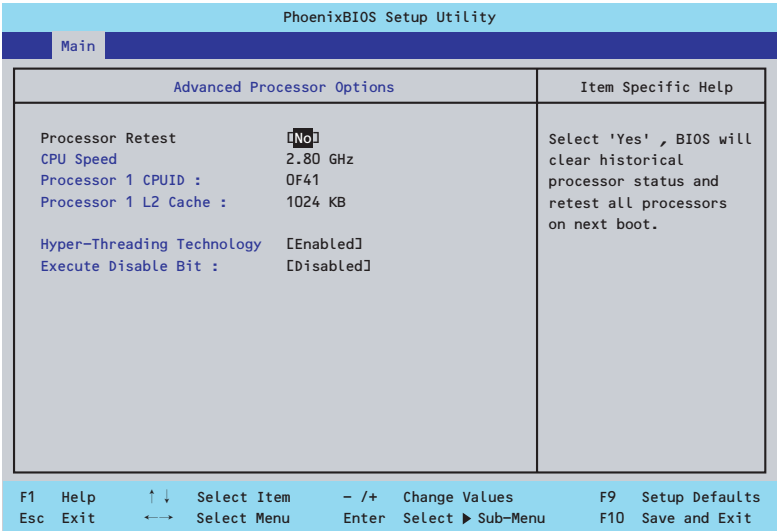 PhoenixBIOS Setup Utility
Main
Advanced Processor Options
Item Specific Help
Processor Retest [No]
CPU Speed 2.80 GHz
Processor 1 CPUID : 0F41
Processor 1 L2 Cache : 1024 KB
Hyper-Threading Technology [Enabled]
Execute Disable Bit : [Disabled]
Select 'Yes' , BIOS will
clear historical
processor status and
retest all processors
on next boot.
F1 Help ↑↓ Select Item - /+ Change Values F9 Setup Defaults
Esc Exit ←→ Select Menu Enter Select ▶ Sub-Menu F10 Save and Exit